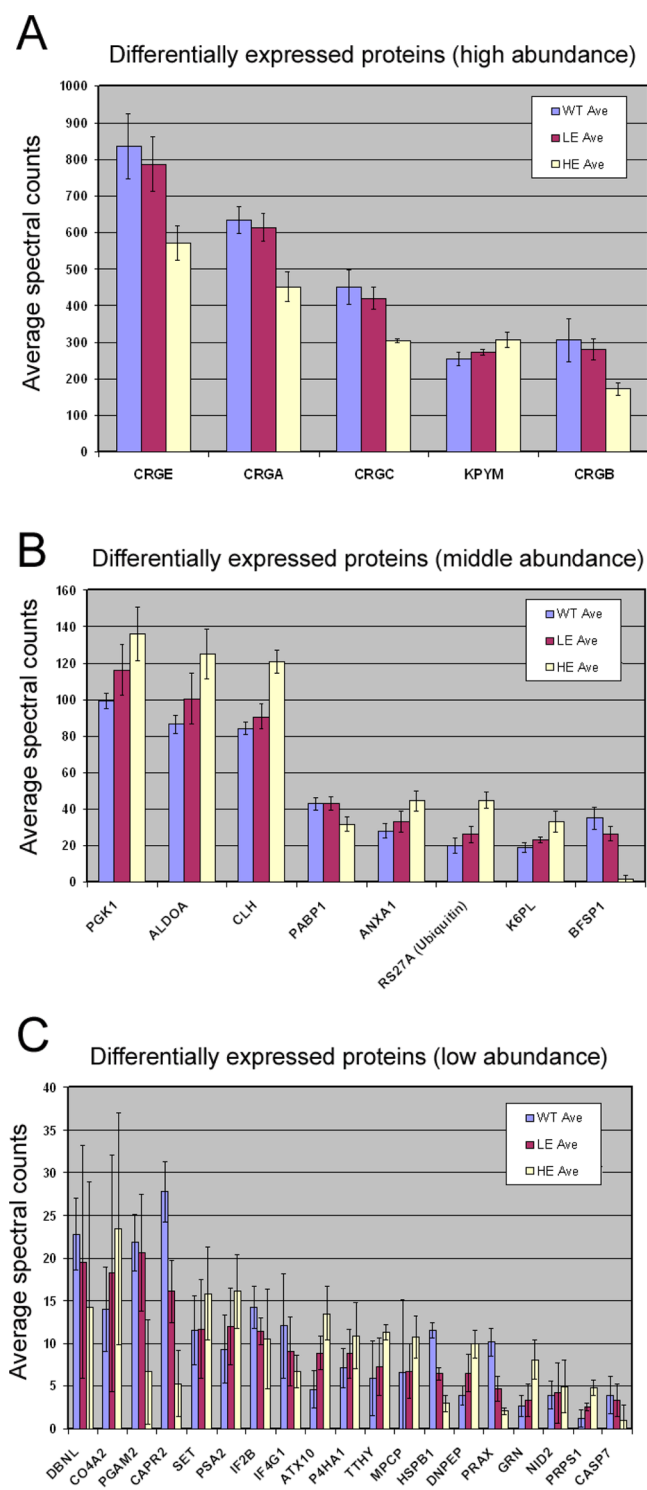 A
Differentially expressed proteins (high abundance)
Average spectral counts
1000
900
800
700
600
500
400
300
200
100
0
WT Ave
LE Ave
HE Ave
CRGE CRGA CRGC KPYM CRGB
B
Differentially expressed proteins (middle abundance)
Average spectral counts
160
140
120
100
80
60
40
20
0
WT Ave
LE Ave
HE Ave
PGK1 ALDOA CLH PABP1 ANXA1 RS27A (Ubiquitin) K6PL BFSP1
C
Differentially expressed proteins (low abundance)
Average spectral counts
40
35
30
25
20
15
10
5
0
WT Ave
LE Ave
HE Ave
DBNL CO4A2 PGAM2 CAPR2 SET PSA2 IF2B IF4G1 ATX10 P4HA1 TTHY MPCP HSPB1 DNPEP PRAX GRN NID2 PRPS1 CASP7